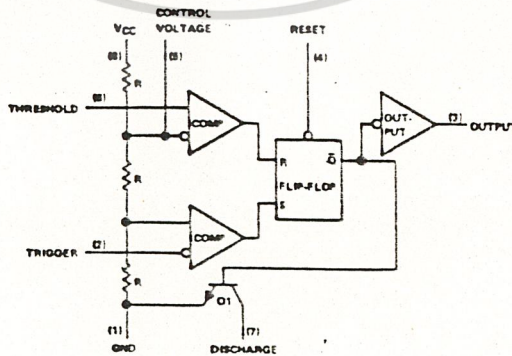 CONTROL
VCC VOLTAGE RESET
(8) (5) (4)
R
THRESHOLD (6)
COMP
OUT-
PUT
(3) OUTPUT
R Q̅
R
FLIP-FLOP
S
COMP
TRIGGER (2)
R
Q1
(1) (7)
GND DISCHARGE